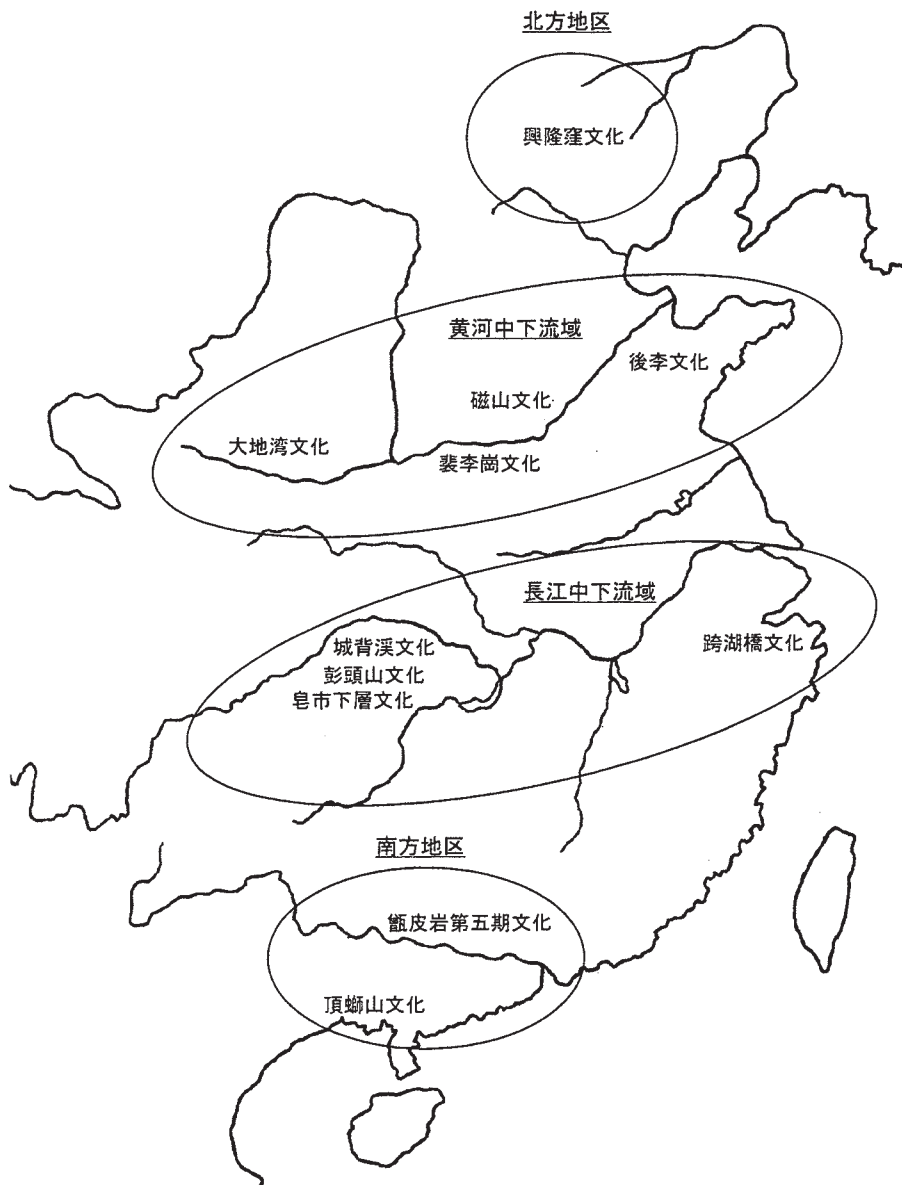 北方地区
興隆窪文化
黄河中下流域
後李文化
磁山文化
大地湾文化
裴李崗文化
長江中下流域
城背溪文化
跨湖橋文化
彭頭山文化
皂市下層文化
南方地区
甑皮岩第五期文化
頂螄山文化